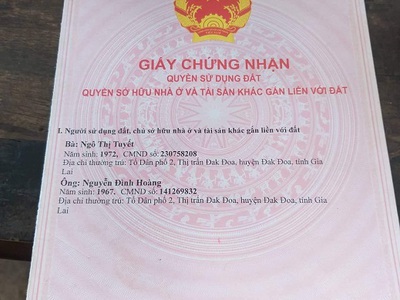 GIẤY CHỨNG NHẬN
QUYỀN SỬ DỤNG ĐẤT
QUYỀN SỞ HỮU NHÀ Ở VÀ TÀI SẢN KHÁC GẮN LIỀN VỚI ĐẤT
I. Người sử dụng đất, chủ sở hữu nhà ở và tài sản khác gắn liền với đất
Bà: Ngô Thị Tuyết
Năm sinh: 1972, CMND số: 230758208
Địa chỉ thường trú: Tổ Dân phố 2, Thị trấn Đak Đoa, huyện Đak Đoa, tỉnh Gia
Lai
Ông: Nguyễn Đình Hoàng
Năm sinh: 1967, CMND số: 141269832
Địa chỉ thường trú: Tổ Dân phố 2, Thị trấn Đak Đoa, huyện Đak Đoa, tỉnh Gia
Lai